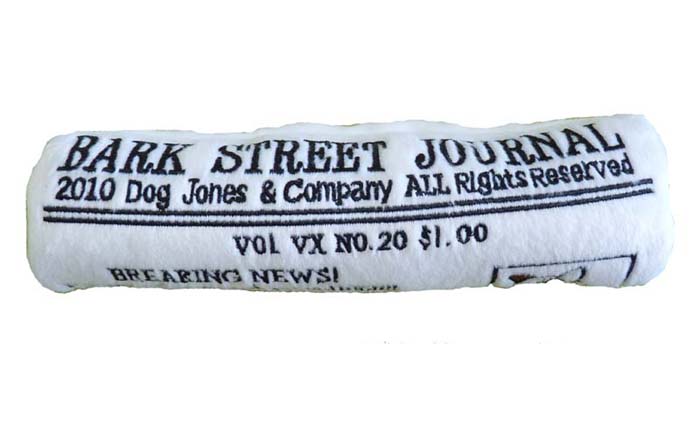 BARK STREET JOURNAL
2010 Dog Jones & Company ALL Rights Reserved
VOL VX NO.20 $1.00
BREAKING NEWS!